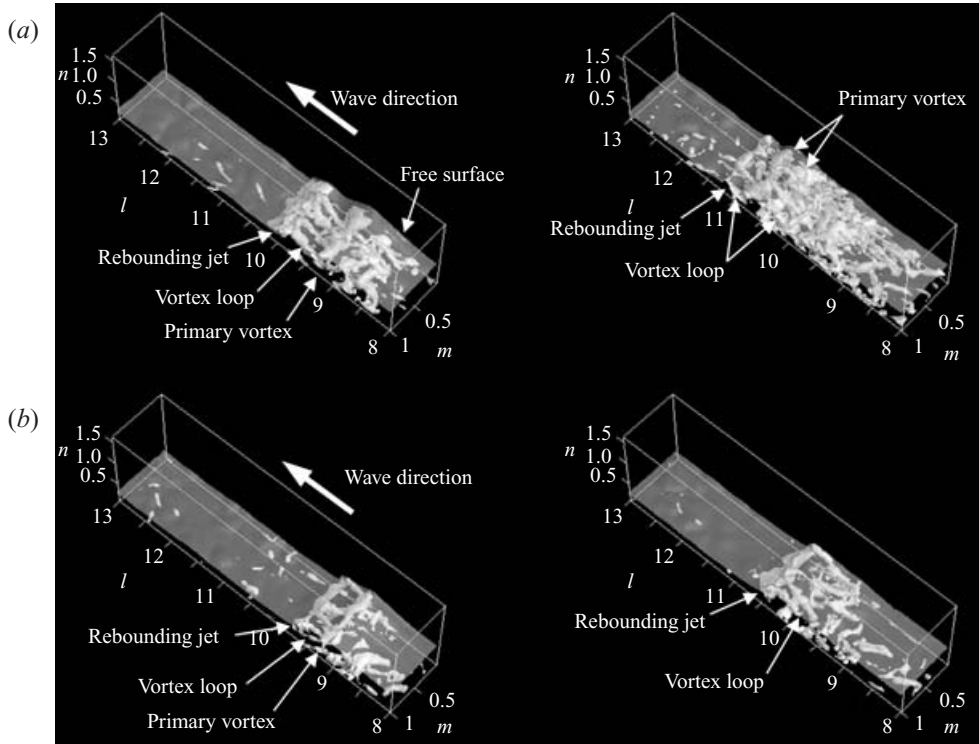 (a)
n 1.5
1.0
0.5
13
12
l
11
10
9
8
1
0.5
m
Wave direction
Free surface
Rebounding jet
Vortex loop
Primary vortex
n 1.5
1.0
0.5
13
12
l
11
10
9
8
1
0.5
m
Primary vortex
Rebounding jet
Vortex loop
(b)
n 1.5
1.0
0.5
13
12
l
11
10
9
8
1
0.5
m
Wave direction
Rebounding jet
Vortex loop
Primary vortex
n 1.5
1.0
0.5
13
12
l
11
10
9
8
1
0.5
m
Rebounding jet
Vortex loop